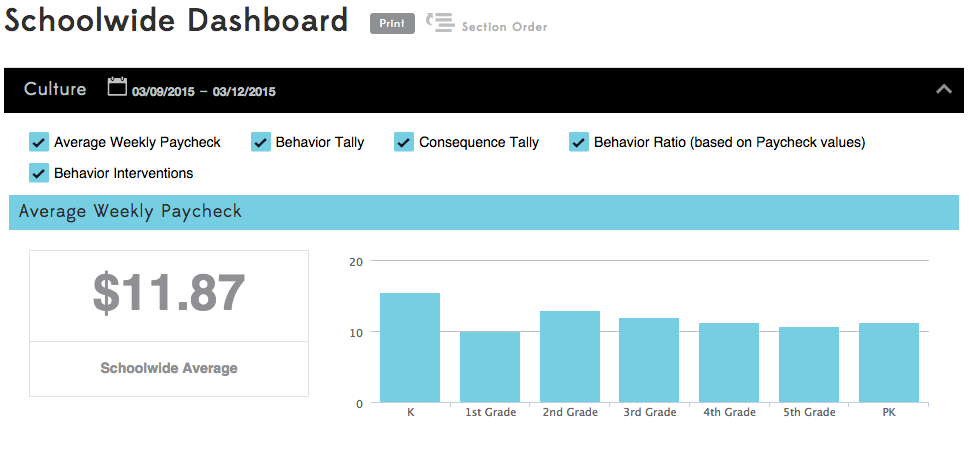 Schoolwide Dashboard Print Section Order
Culture 03/09/2015 – 03/12/2015
Average Weekly Paycheck Behavior Tally Consequence Tally Behavior Ratio (based on Paycheck values)
Behavior Interventions
Average Weekly Paycheck
$11.87
Schoolwide Average
20
10
0
K 1st Grade 2nd Grade 3rd Grade 4th Grade 5th Grade PK